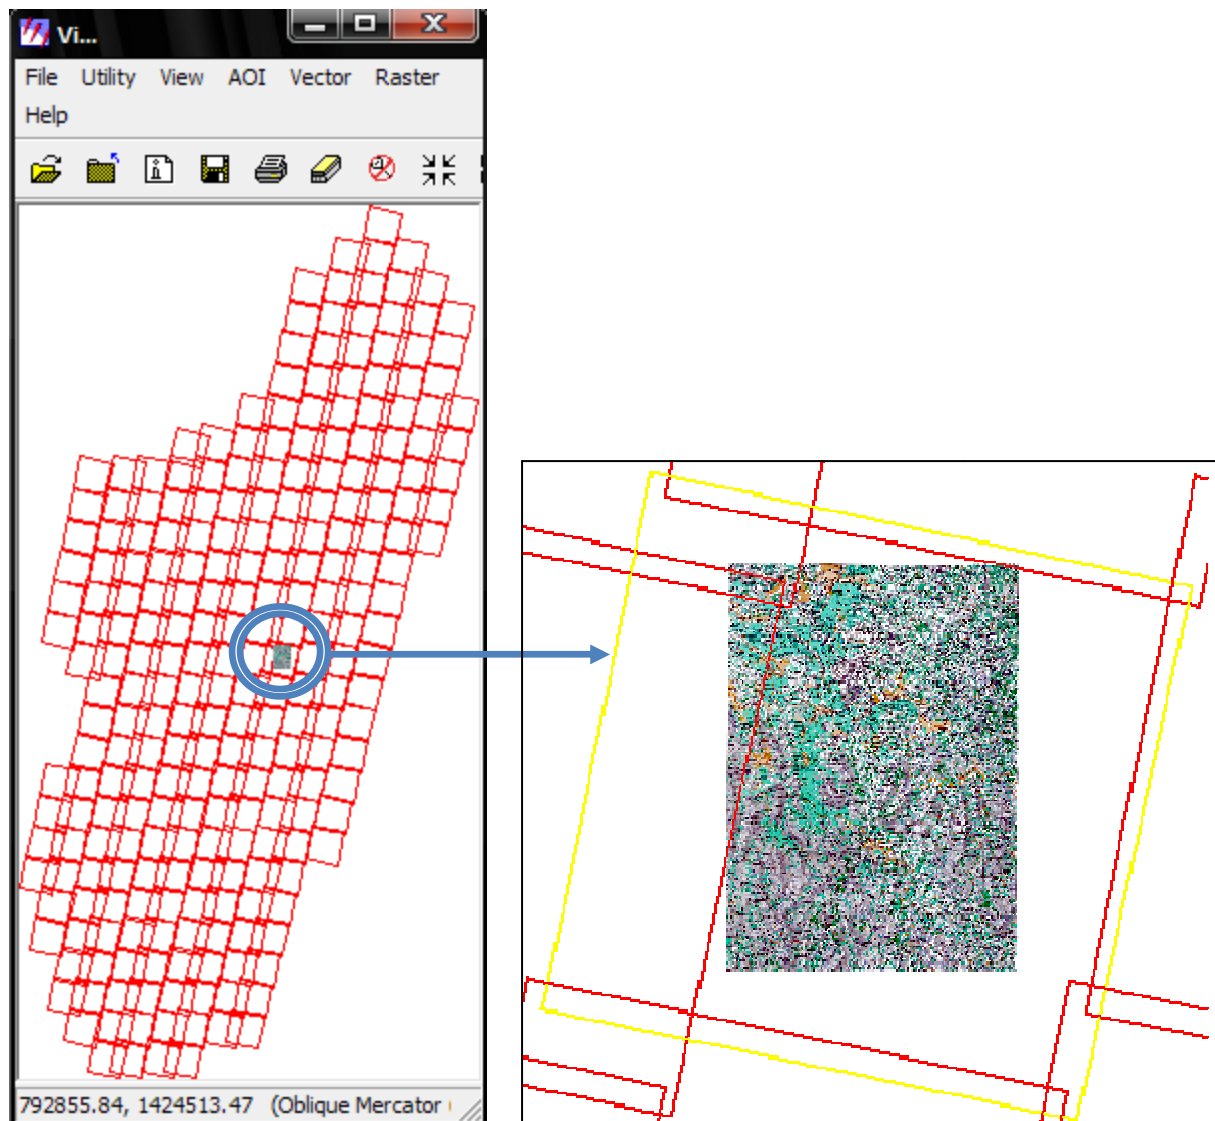 Vi...
File Utility View AOI Vector Raster
Help
792855.84, 1424513.47 (Oblique Mercator